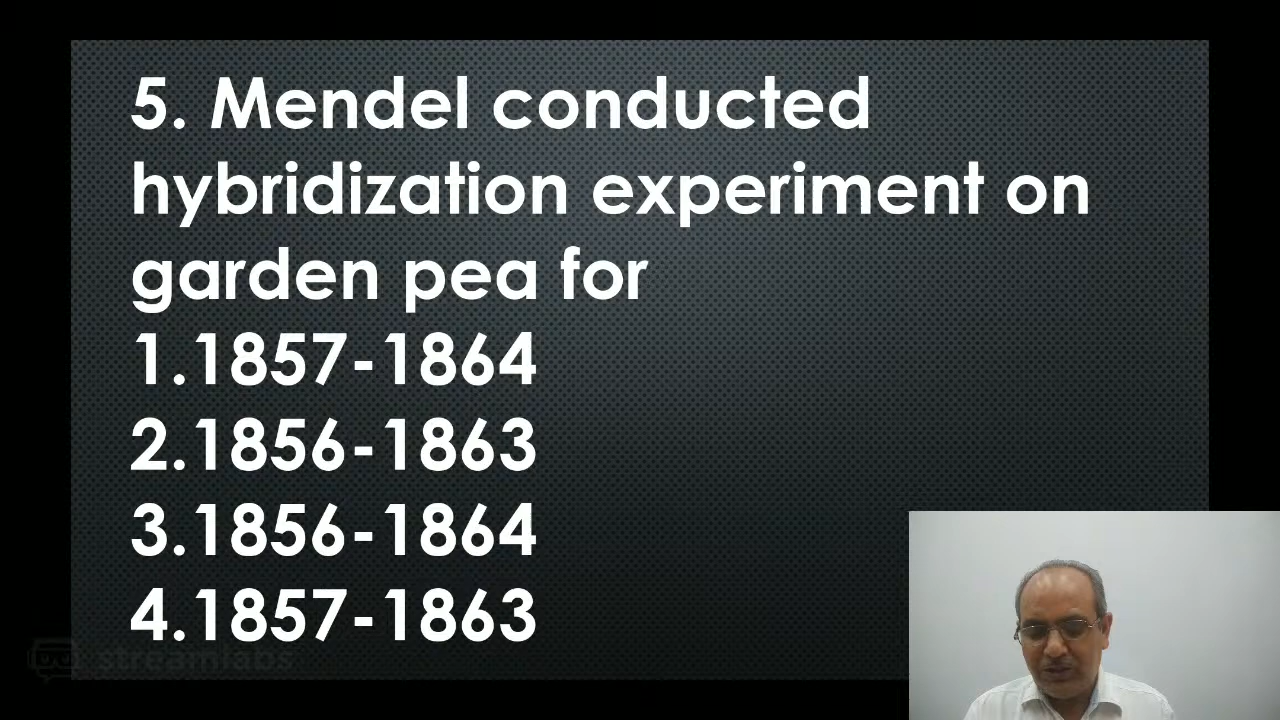 5. Mendel conducted
hybridization experiment on
garden pea for
1.1857-1864
2.1856-1863
3.1856-1864
4.1857-1863
streamlabs